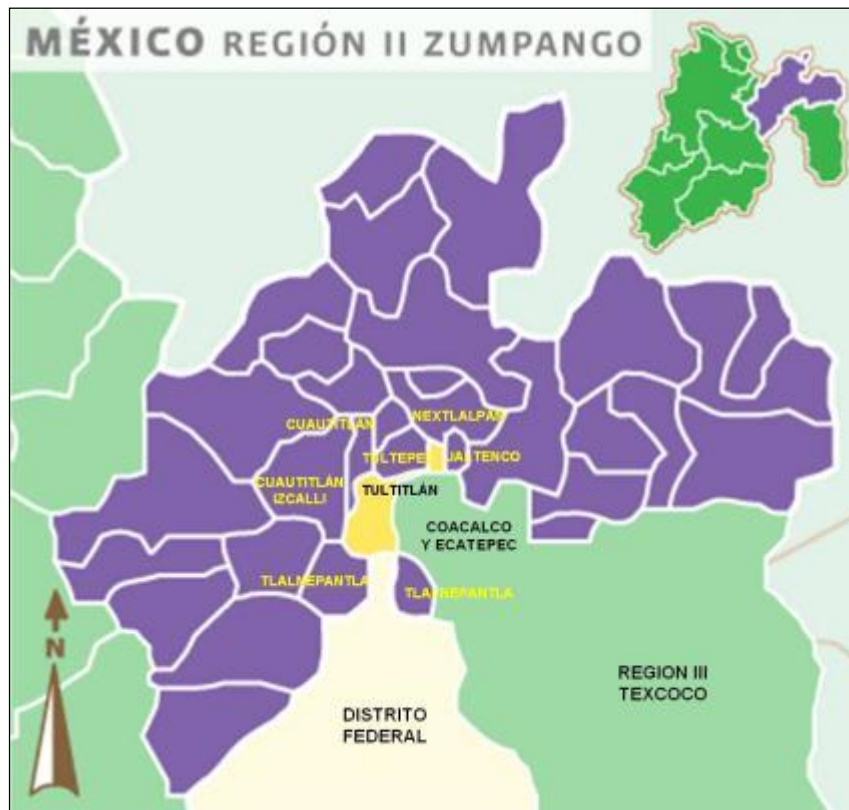 MÉXICO REGIÓN II ZUMPANGO
CUAUTITLÁN
NEXTLALPAN
TULTEPE
JALTENCO
CUAUTITLÁN
IZCALLI
TULTITLÁN
COACALCO
Y ECATEPEC
TLALNEPANTLA
TLALNEPANTLA
N
REGION III
TEXCOCO
DISTRITO
FEDERAL